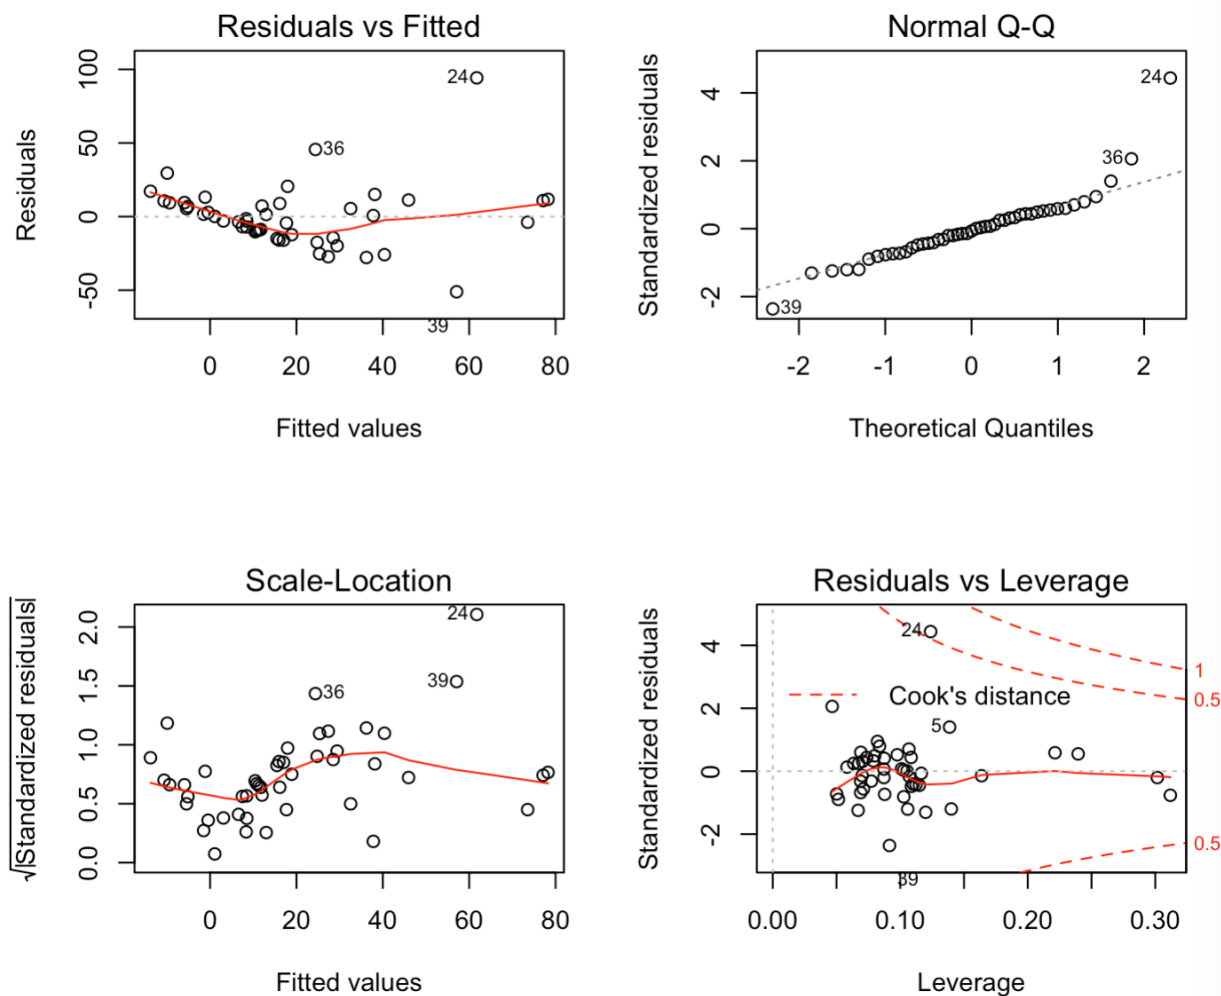 Residuals vs Fitted
Residuals
100
50
0
-50
24
36
39
0 20 40 60 80
Fitted values
Normal Q-Q
Standardized residuals
4
2
0
-2
24
36
39
-2 -1 0 1 2
Theoretical Quantiles
Scale-Location
√|Standardized residuals|
2.0
1.5
1.0
0.5
0.0
24
39
36
0 20 40 60 80
Fitted values
Residuals vs Leverage
Standardized residuals
4
2
0
-2
24
1
0.5
Cook's distance
5
0.5
39
0.00 0.10 0.20 0.30
Leverage